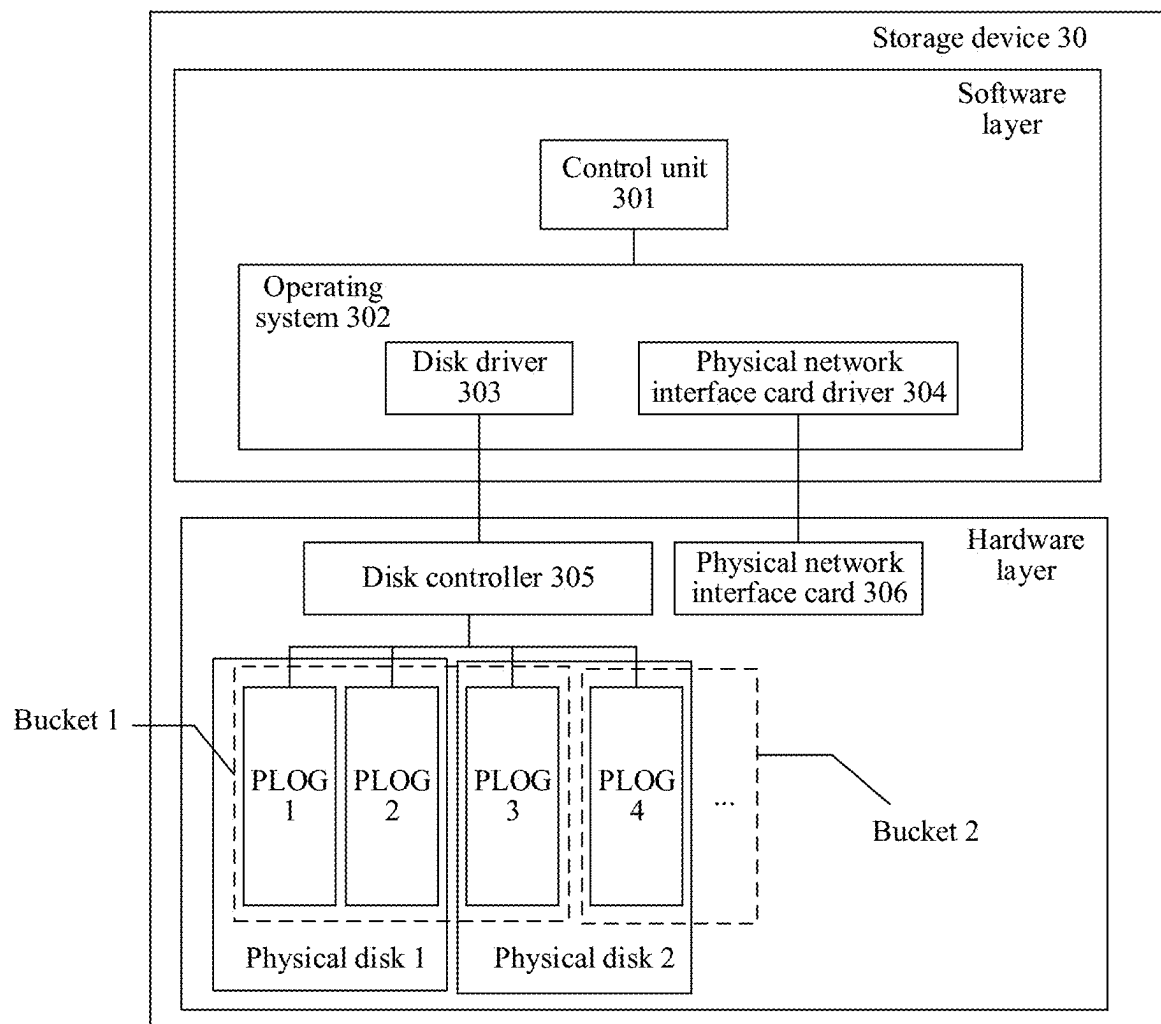 Storage device 30
Software
layer
Control unit
301
Operating
system 302
Disk driver
303
Physical network
interface card driver 304
Hardware
layer
Disk controller 305
Physical network
interface card 306
Bucket 1
PLOG
1
PLOG
2
PLOG
3
PLOG
4
...
Bucket 2
Physical disk 1
Physical disk 2